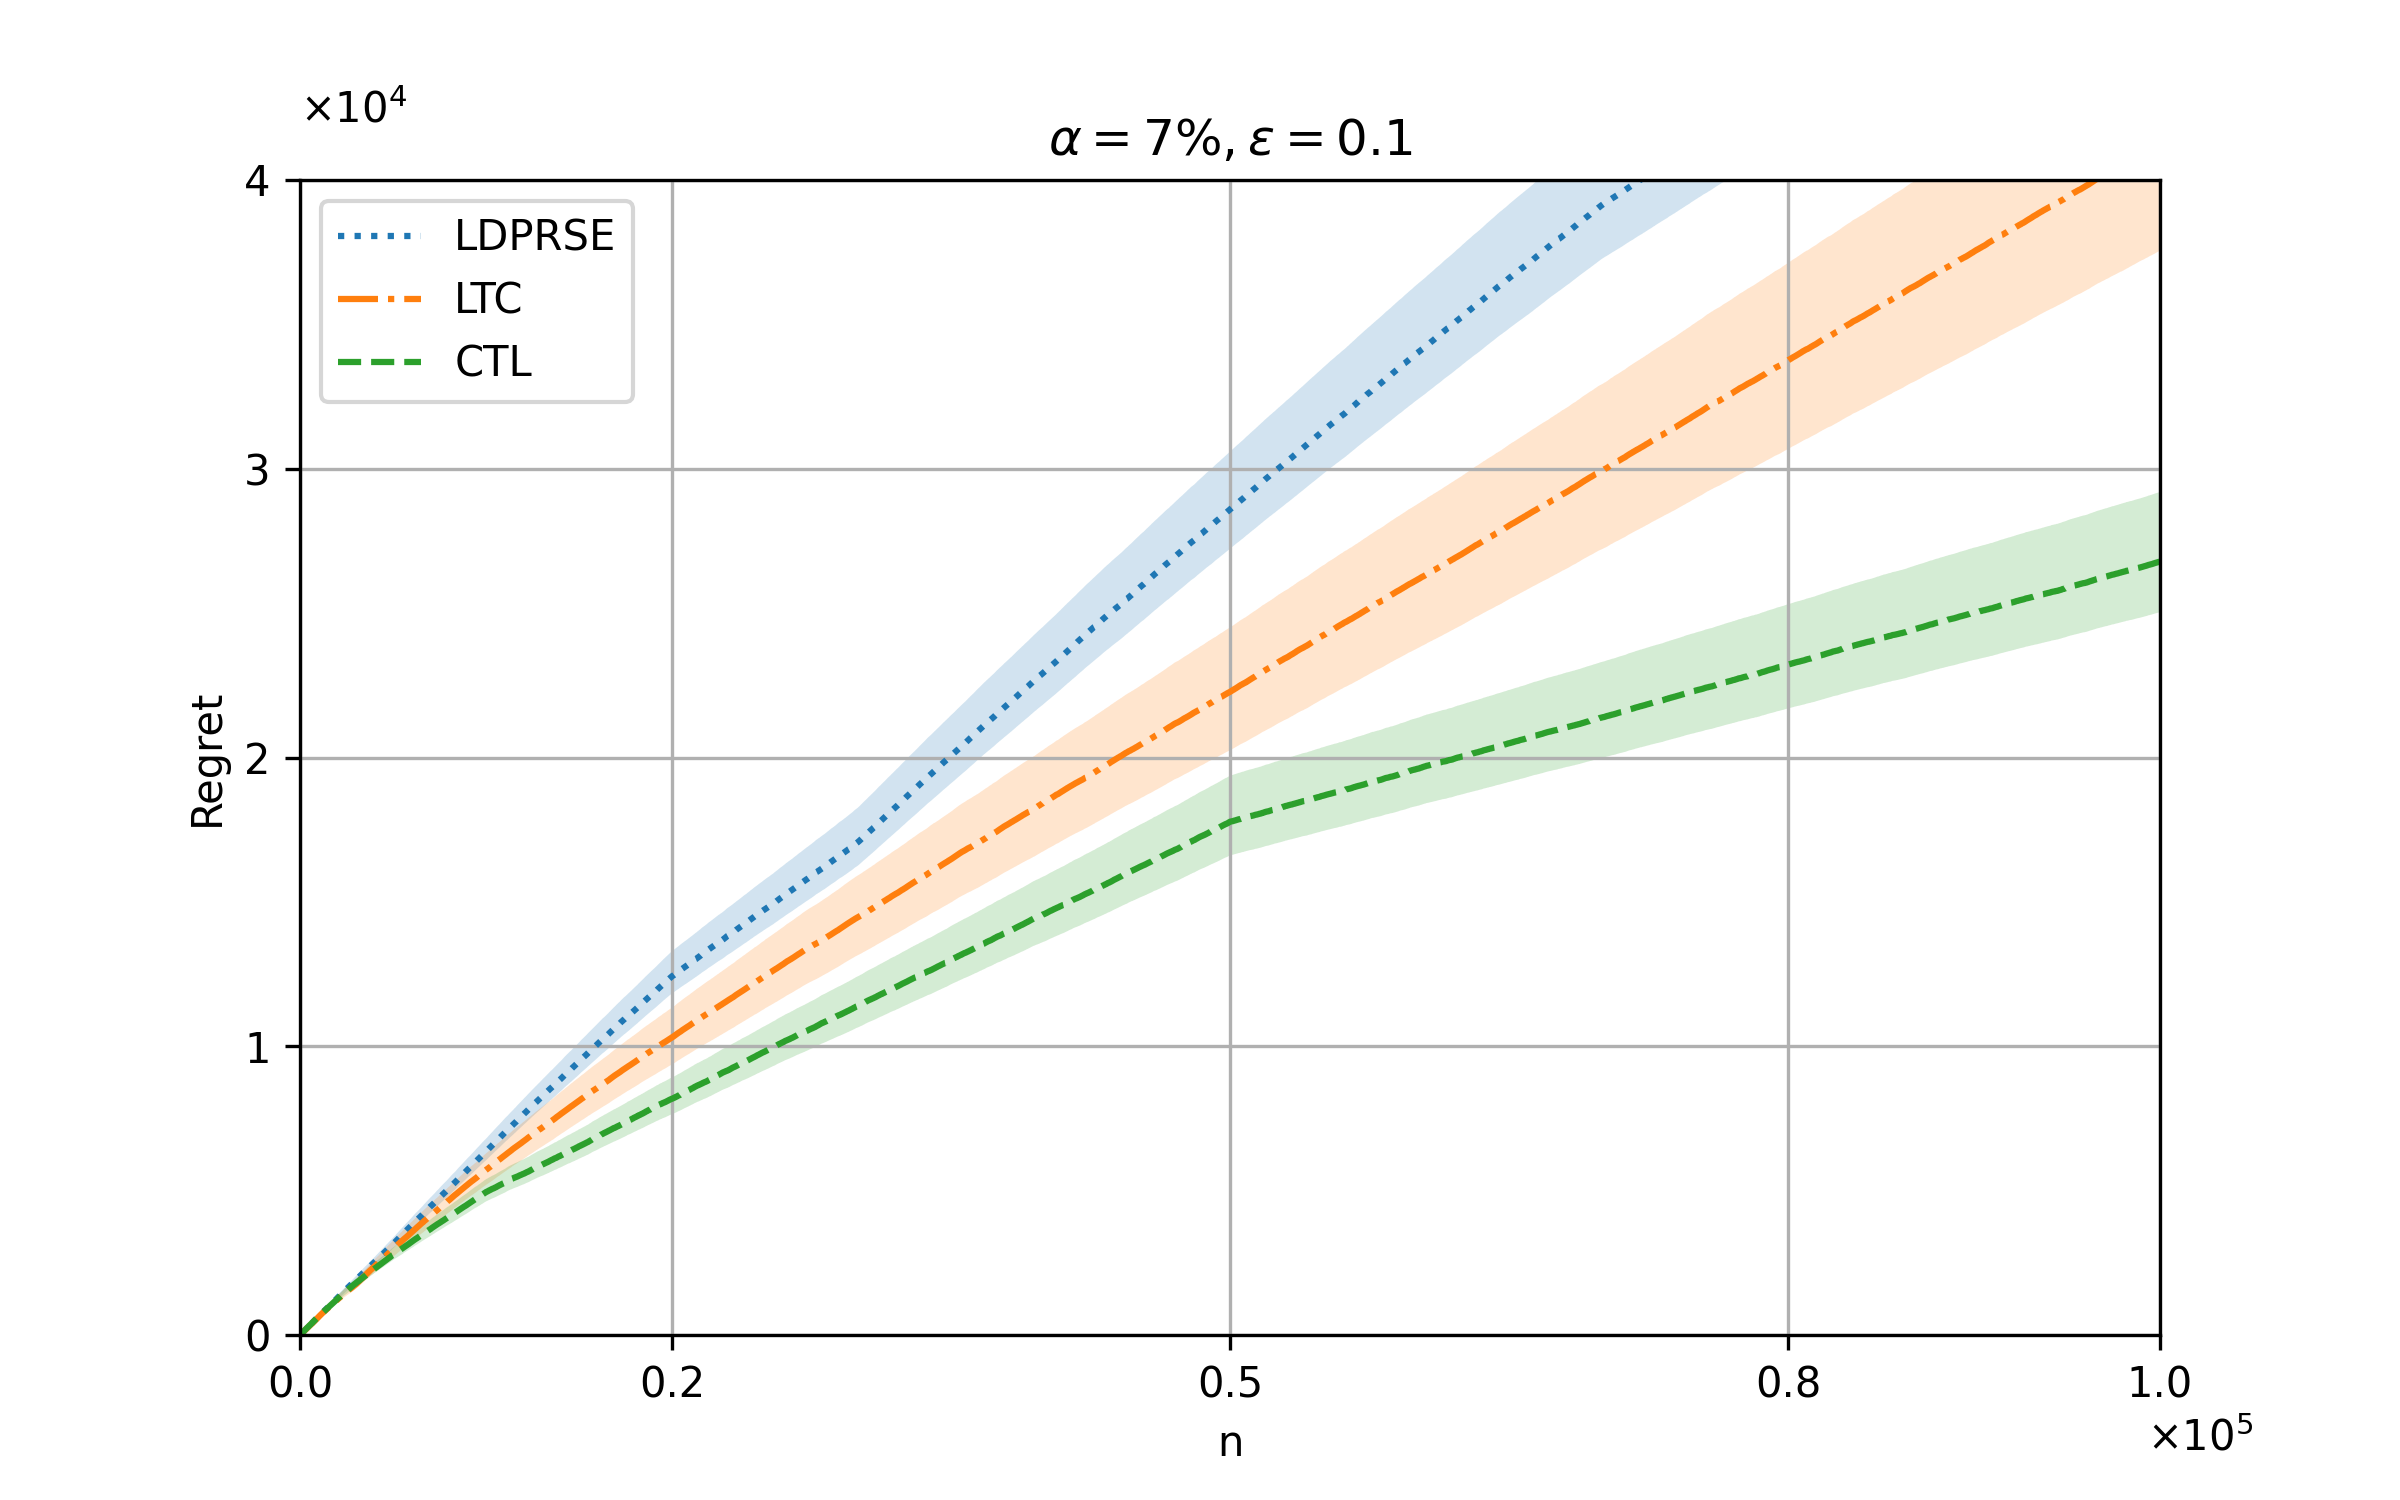 ×10⁴
α = 7%, ε = 0.1
LDPRSE
LTC
CTL
4
3
2
1
0
Regret
0.0 0.2 0.5 0.8 1.0
n
×10⁵